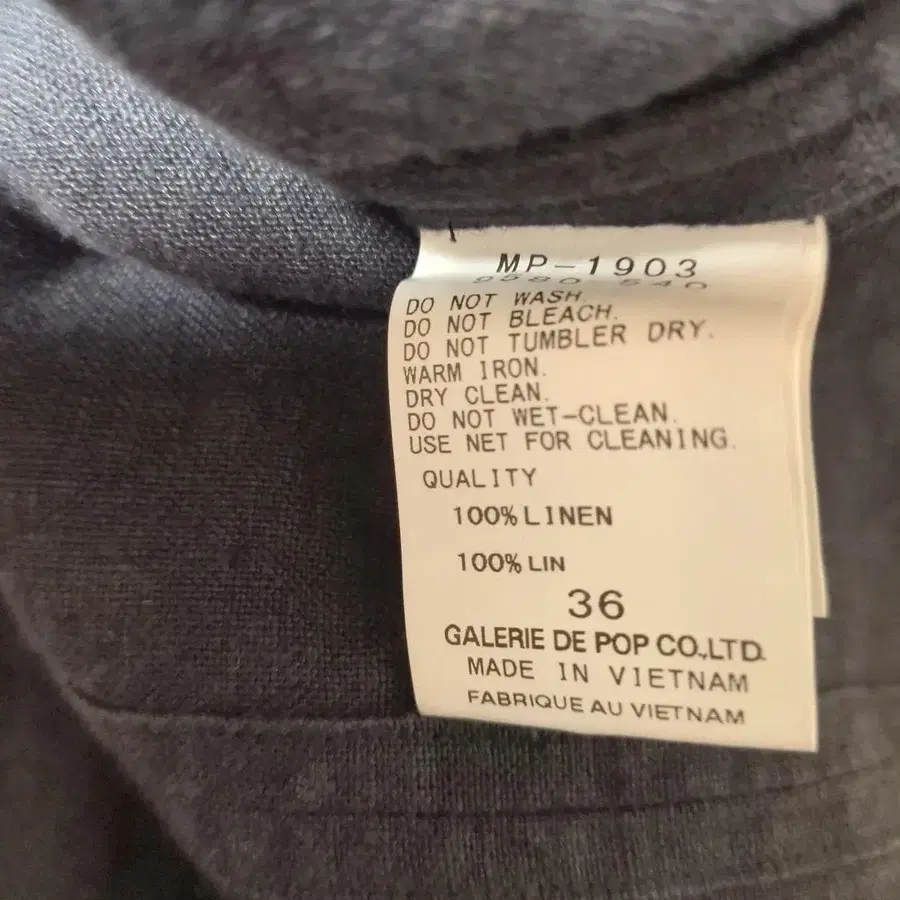 MP-1903
DO NOT WASH.
DO NOT BLEACH.
DO NOT TUMBLER DRY.
WARM IRON.
DRY CLEAN.
DO NOT WET-CLEAN.
USE NET FOR CLEANING.
QUALITY
100% LINEN
100% LIN
36
GALERIE DE POP CO.,LTD.
MADE IN VIETNAM
FABRIQUE AU VIETNAM